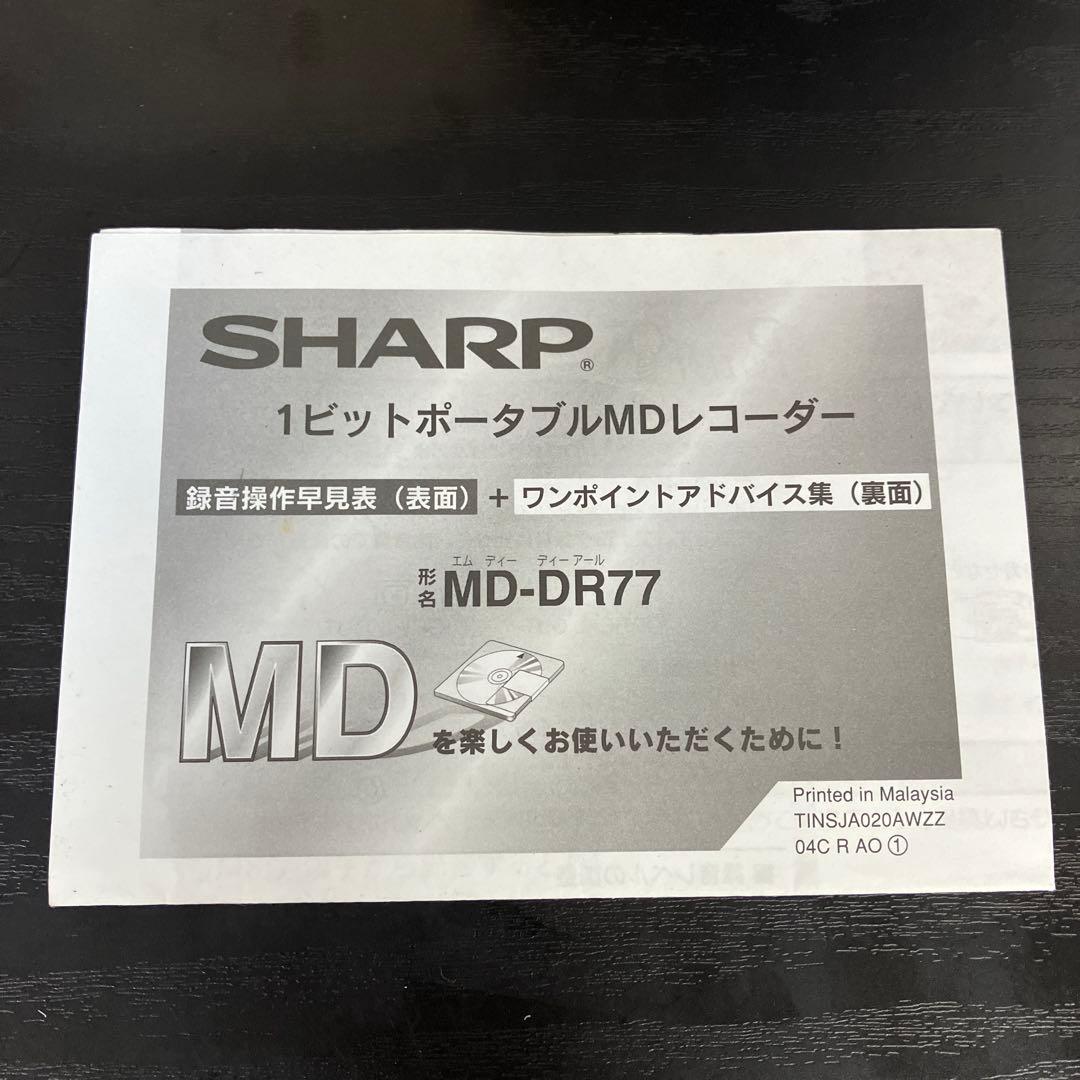 SHARP®
1ビットポータブルMDレコーダー
録音操作早見表（表面）+ワンポイントアドバイス集（裏面）
エム ディー ディー アール
形名 MD-DR77
MD を楽しくお使いいただくために！
Printed in Malaysia
TINSJA020AWZZ
04C R AO ①